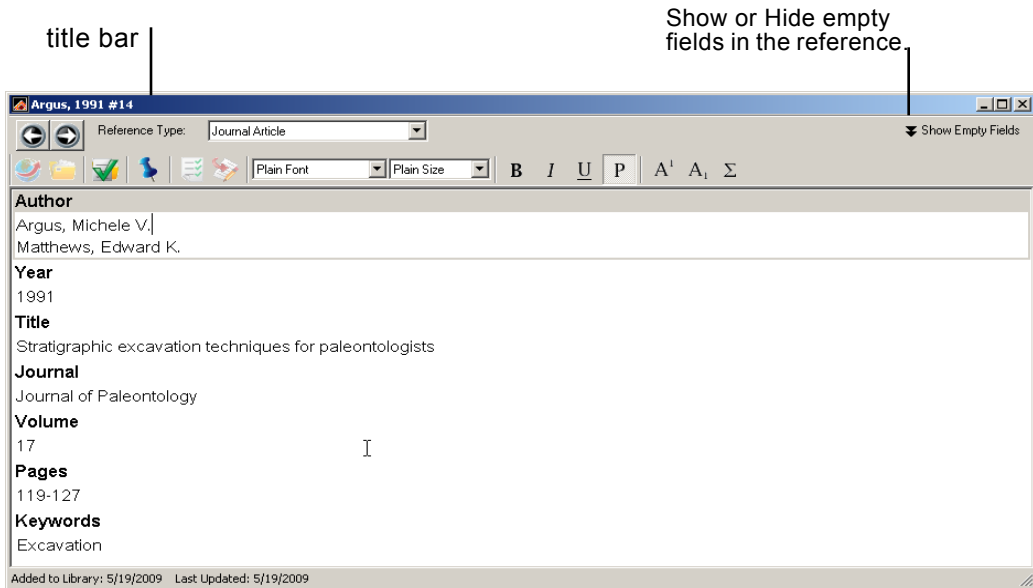 title bar
Show or Hide empty
fields in the reference.
Argus, 1991 #14
Reference Type: Journal Article Show Empty Fields
Plain Font Plain Size B I U P A¹ A₁ Σ
Author
Argus, Michele V.
Matthews, Edward K.
Year
1991
Title
Stratigraphic excavation techniques for paleontologists
Journal
Journal of Paleontology
Volume
17
Pages
119-127
Keywords
Excavation
Added to Library: 5/19/2009 Last Updated: 5/19/2009